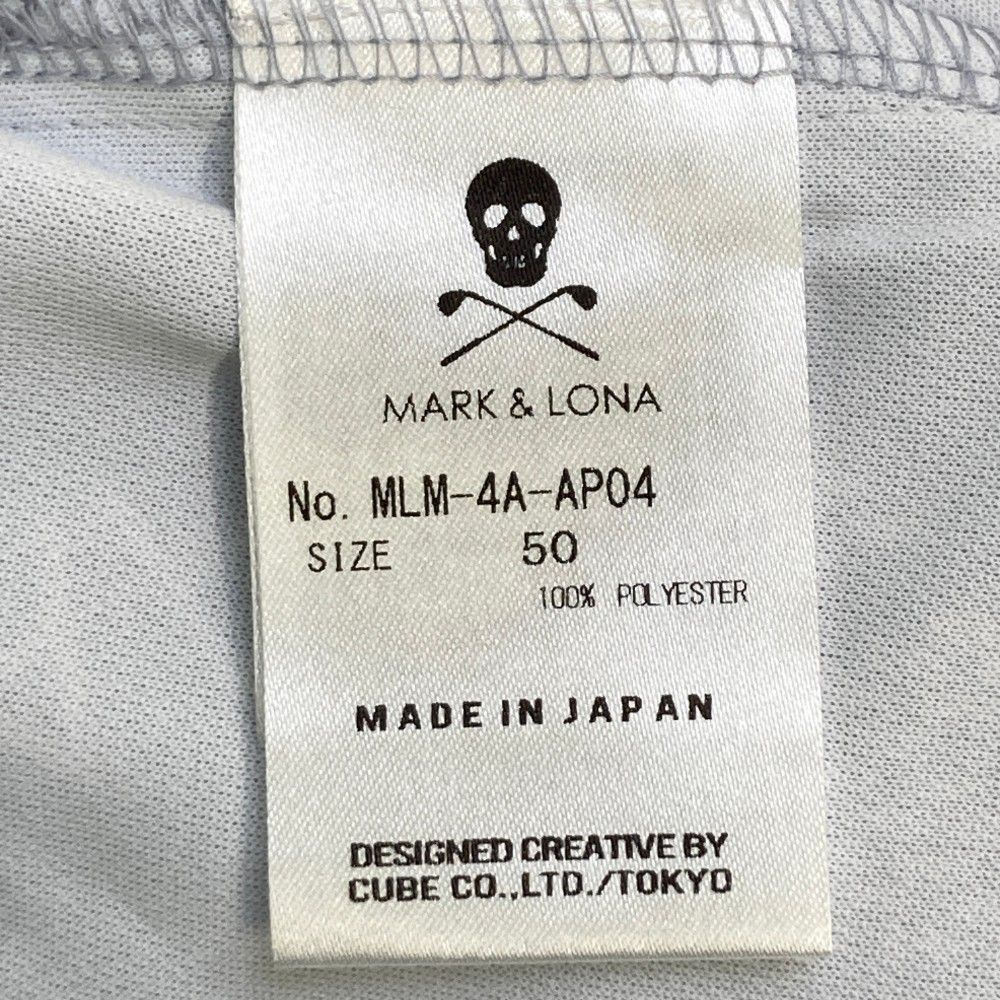 MARK & LONA
No. MLM-4A-AP04
SIZE 50
100% POLYESTER
MADE IN JAPAN
DESIGNED CREATIVE BY
CUBE CO.,LTD./TOKYO